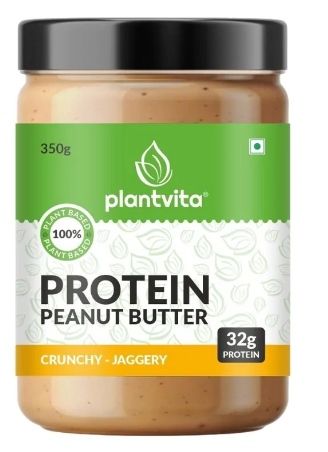 350g
plantvita®
PLANT BASED
100%
PLANT BASED
PROTEIN
PEANUT BUTTER
32g
PROTEIN
CRUNCHY - JAGGERY